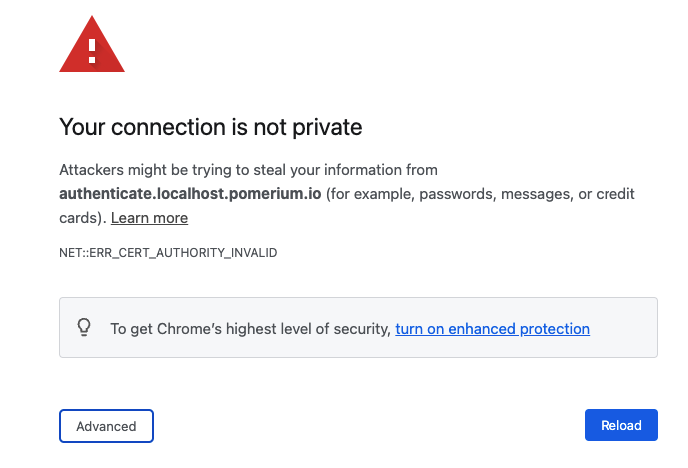 Your connection is not private
Attackers might be trying to steal your information from
authenticate.localhost.pomerium.io (for example, passwords, messages, or credit
cards). Learn more
NET::ERR_CERT_AUTHORITY_INVALID
To get Chrome's highest level of security, turn on enhanced protection
Advanced
Reload